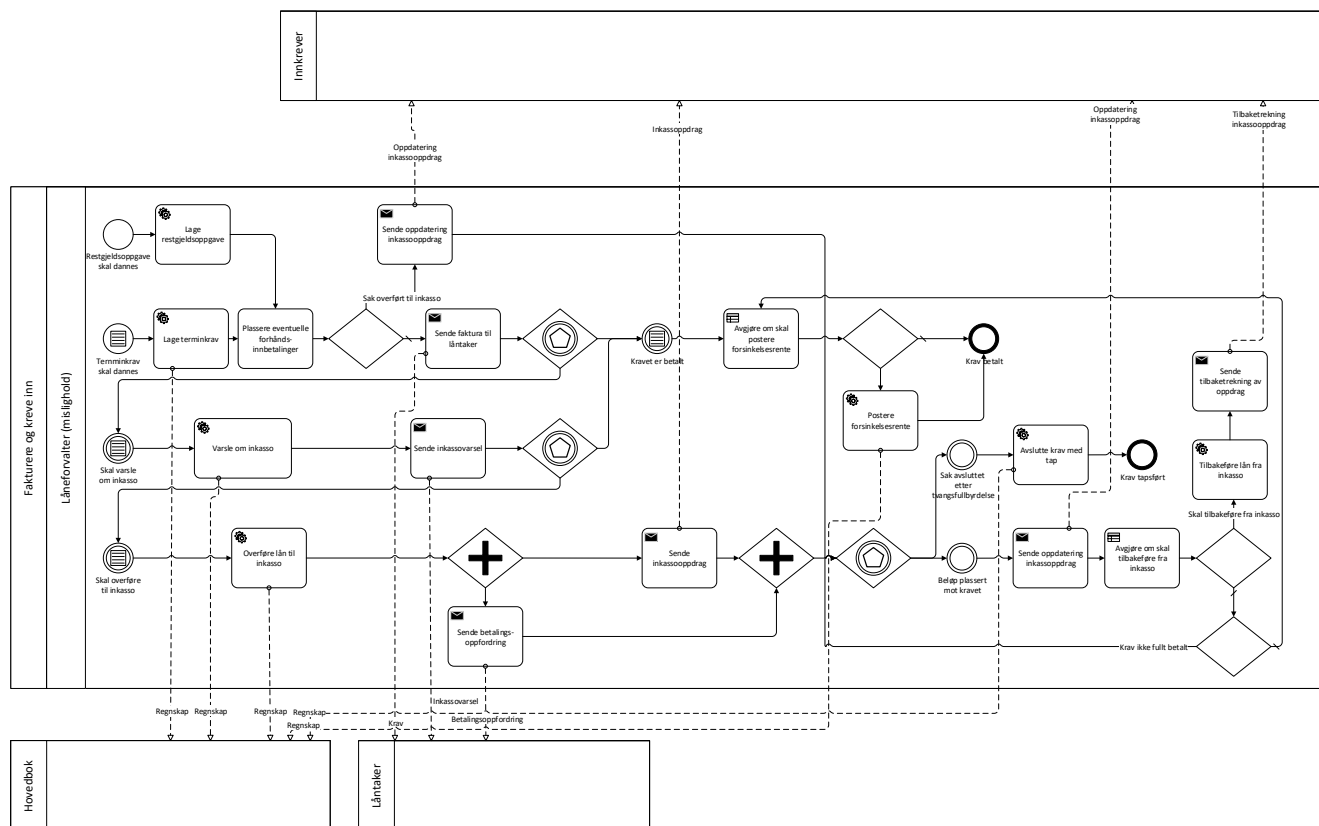 Innkrever
Oppdatering
inkassooppdrag
Inkassoppdrag
Oppdatering
inkassoppdrag
Tilbaketrekning
inkassooppdrag
Fakturere og kreve inn
Låneforvalter (mislighold)
Restgjeldsoppgave
skal dannes
Lage
restgjeldsoppgave
Sende oppdatering
inkassooppdrag
Sak overført til inkasso
Ternminkrav
skal dannes
Lage terminkrav
Plassere eventuelle
forhånds-
innbetalinger
Sende faktura til
låntaker
Kravet er betalt
Avgjøre om skal
postere
forsinkelsesrente
Krav betalt
Postere
forsinkelsesrente
Sende
tilbaketrekning av
oppdrag
Skal varsle
om inkasso
Varsle om inkasso
Sende inkassovarsel
Sak avsluttet
etter
tvangsfullbyrdelse
Avslutte krav med
tap
Krav tapsført
Tilbakeføre lån fra
inkasso
Skal tilbakeføre fra inkasso
Skal overføre
til inkasso
Overføre lån til
inkasso
Sende
inkassooppdrag
Beløp plassert
mot kravet
Sende oppdatering
inkassoppdrag
Avgjøre om skal
tilbakeføre fra
inkasso
Sende betalings-
oppfordring
Krav ikke fullt betalt
Regnskap
Regnskap
Regnskap
Regnskap
Regnskap
Krav
Inkassovarsel
Betalingsoppfordring
Hovedbok
Låntaker